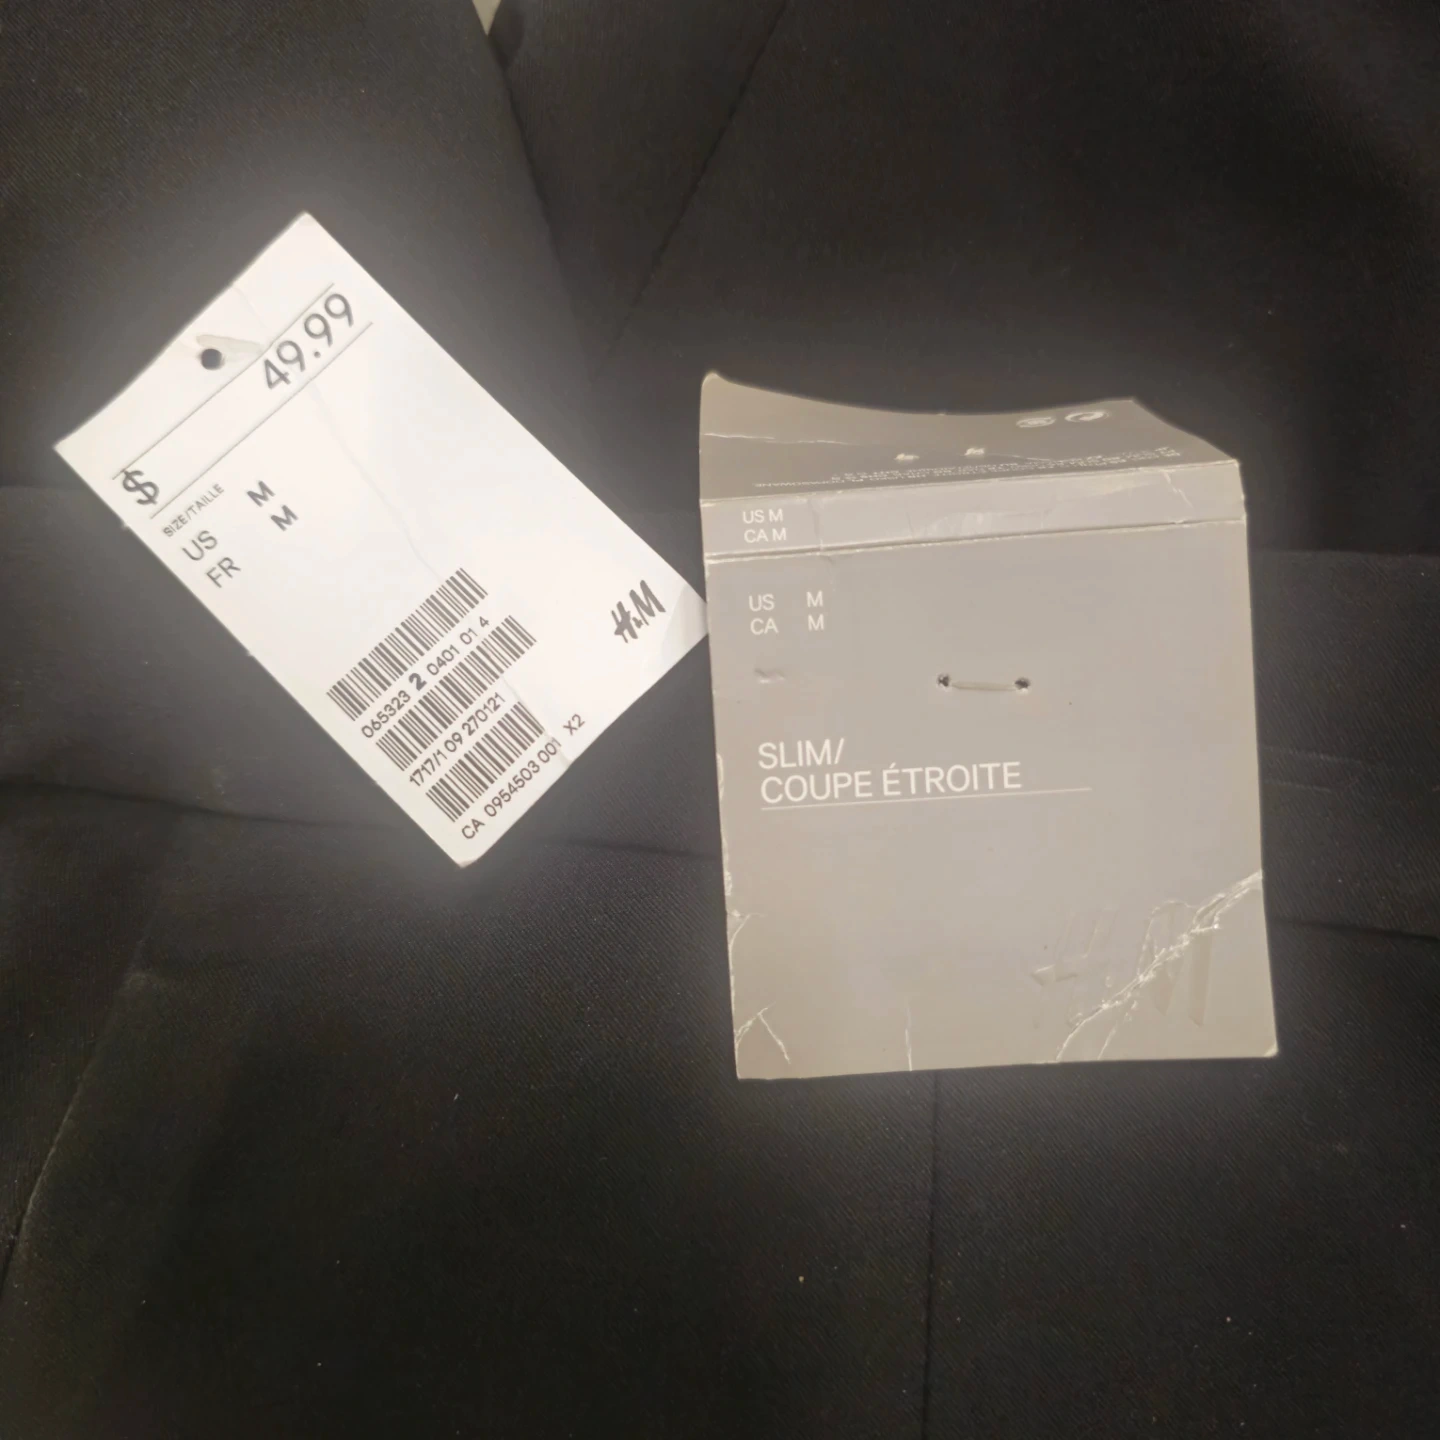 $ 49.99
SIZE/TAILLE
US M
FR M
065323 2 0401 01 4
1717/1 09 270121
CA 0954503 001 X2
H&M
US M
CA M
US M
CA M
SLIM/
COUPE ÉTROITE
H&M